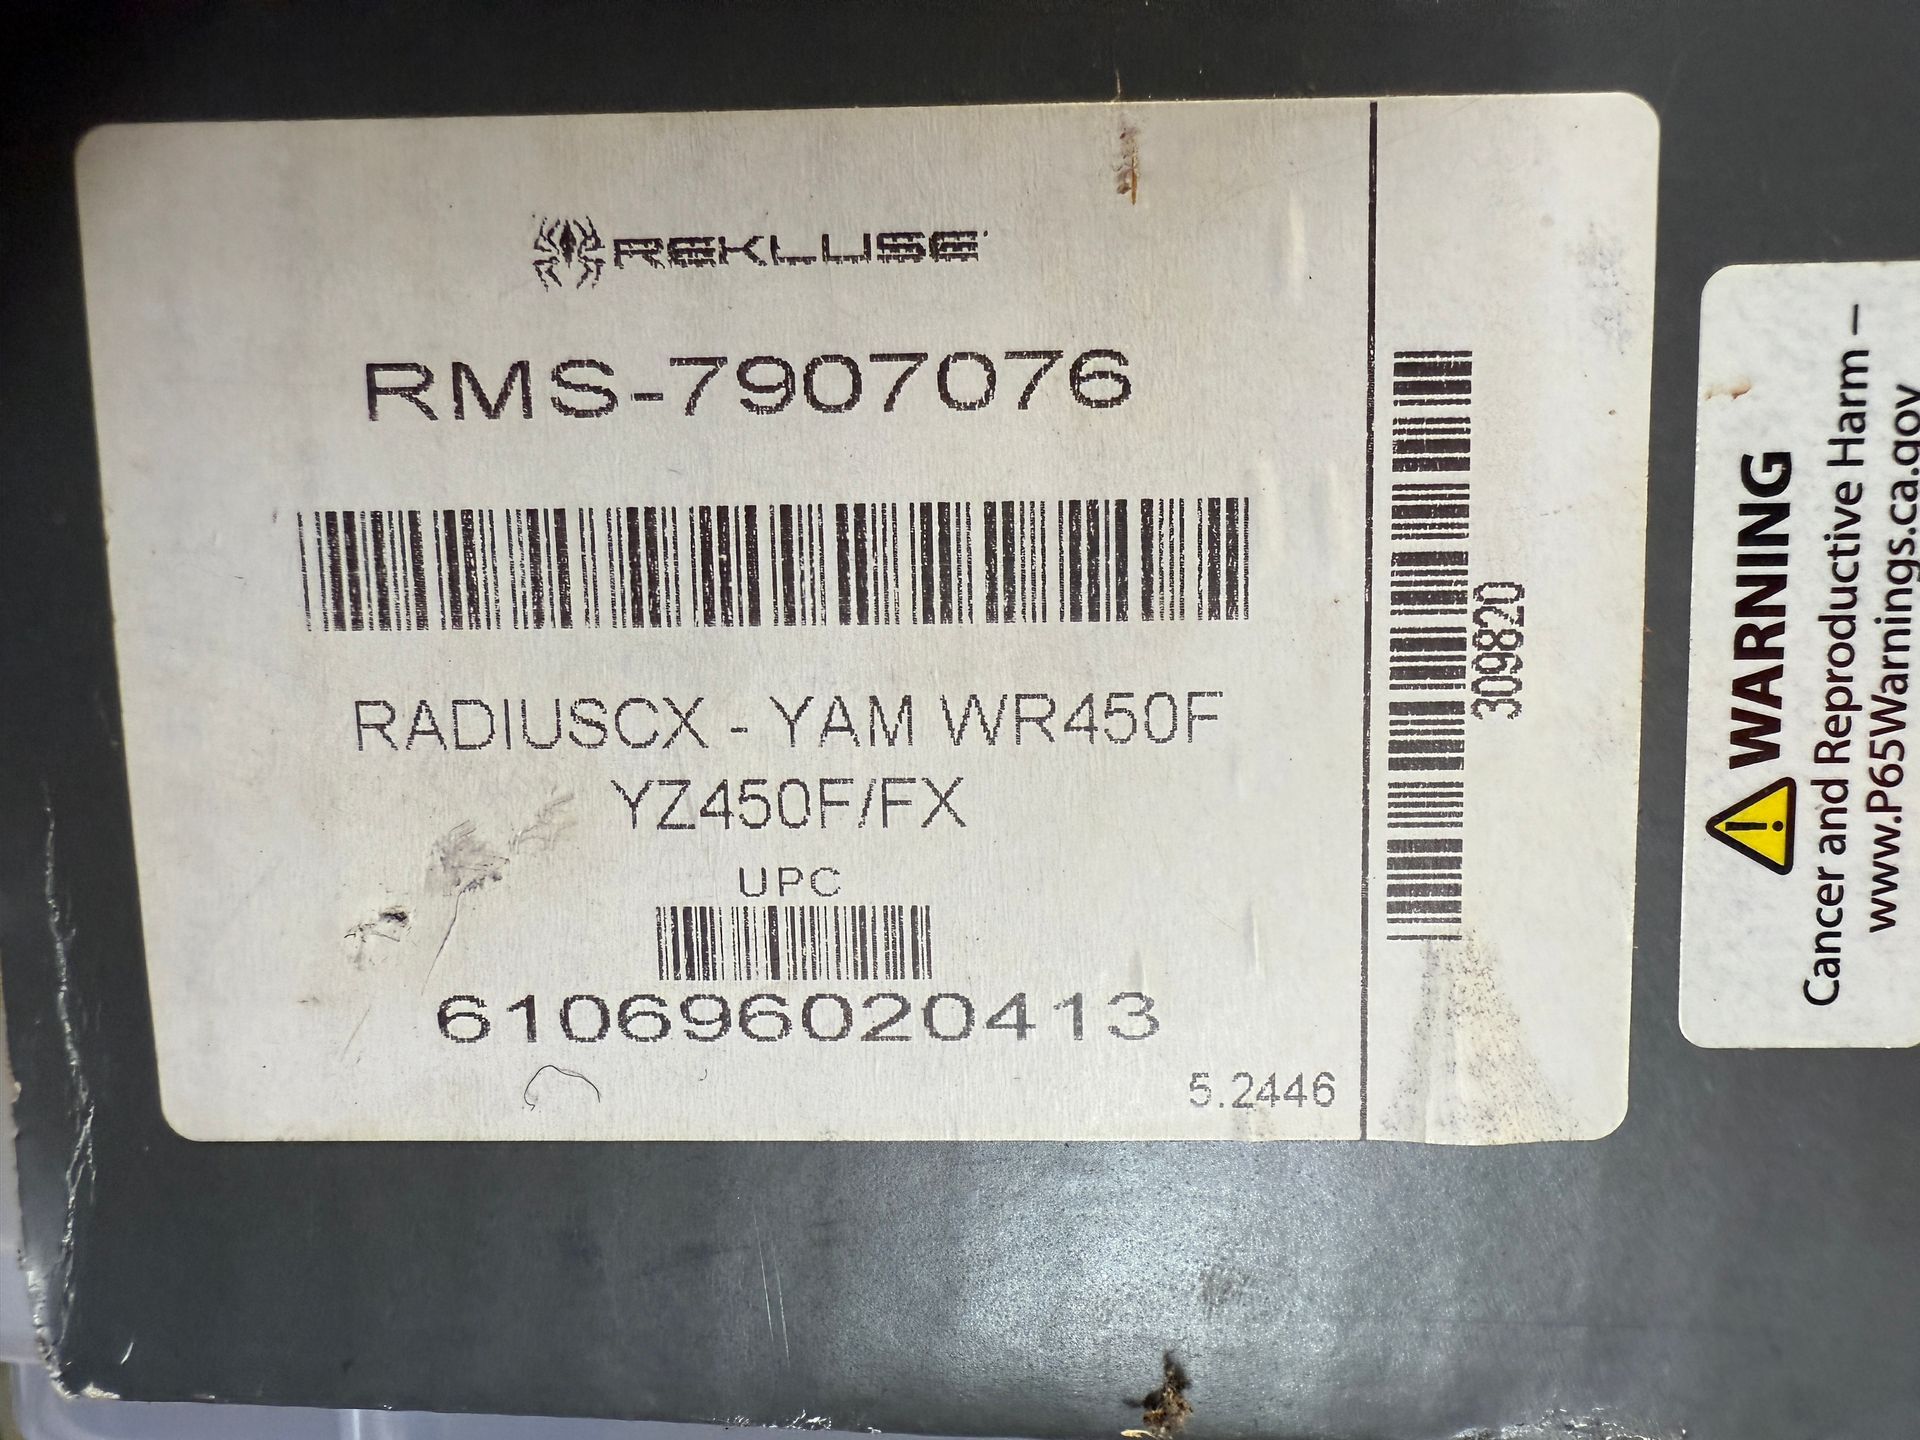 REKLUSE
RMS-7907076
RADIUSCX - YAM WR450F
YZ450F/FX
UPC
610696020413
5.2446
309820
WARNING
Cancer and Reproductive Harm –
www.P65Warnings.ca.gov